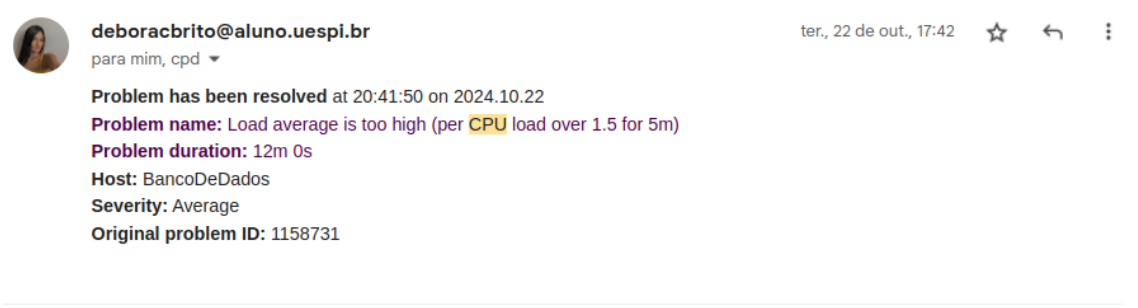 deboracbrito@aluno.uespi.br
ter., 22 de out., 17:42
para mim, cpd
Problem has been resolved at 20:41:50 on 2024.10.22
Problem name: Load average is too high (per CPU load over 1.5 for 5m)
Problem duration: 12m 0s
Host: BancoDeDados
Severity: Average
Original problem ID: 1158731